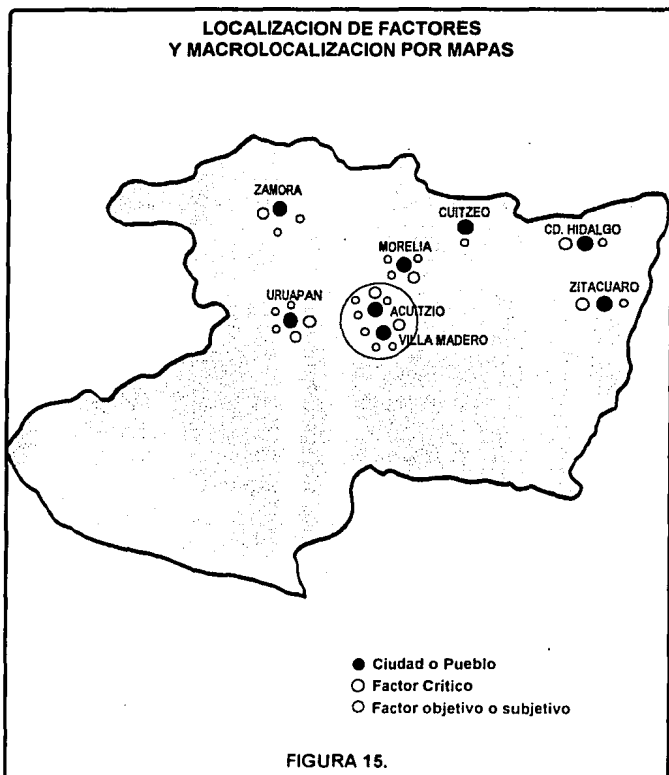 LOCALIZACION DE FACTORES
Y MACROLOCALIZACION POR MAPAS
ZAMORA
CUITZEO
CD. HIDALGO
MORELIA
ZITACUARO
URUAPAN
ACUITZIO
VILLA MADERO
Ciudad o Pueblo
Factor Crítico
Factor objetivo o subjetivo
FIGURA 15.